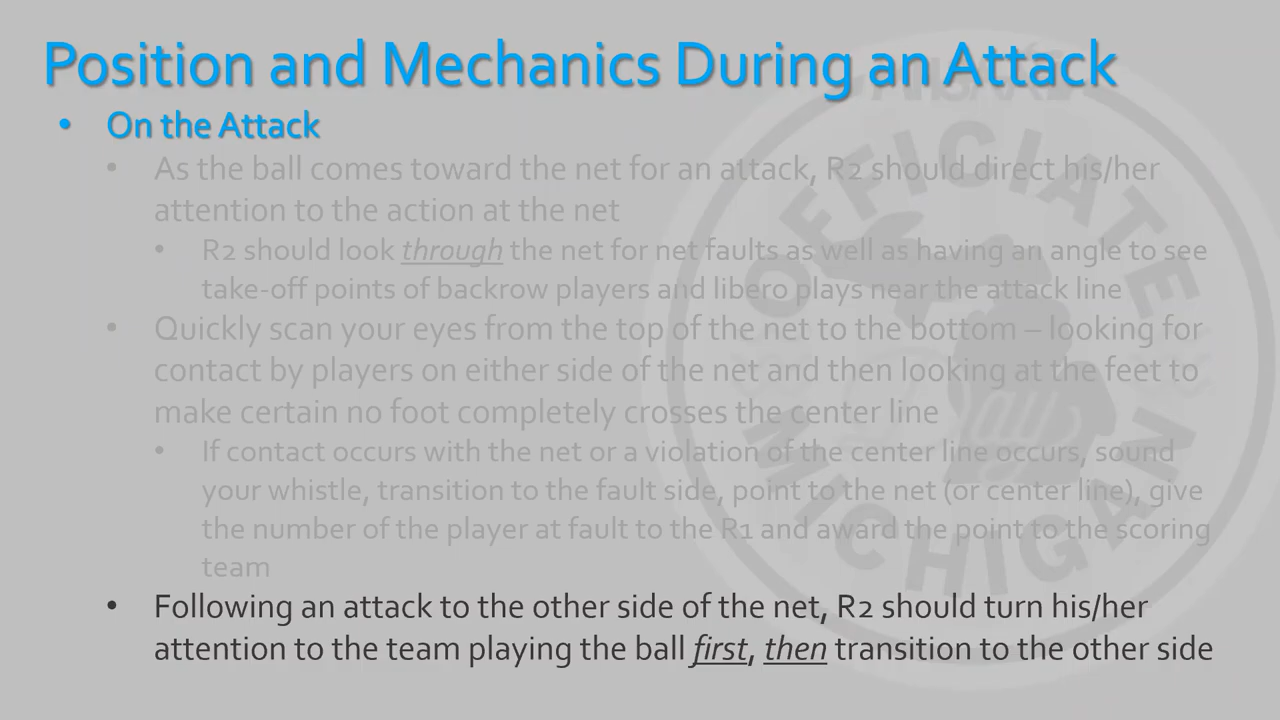 Position and Mechanics During an Attack
• On the Attack
• As the ball comes toward the net for an attack, R2 should direct his/her
attention to the action at the net
• R2 should look through the net for net faults as well as having an angle to see
take-off points of backrow players and libero plays near the attack line
• Quickly scan your eyes from the top of the net to the bottom – looking for
contact by players on either side of the net and then looking at the feet to
make certain no foot completely crosses the center line
• If contact occurs with the net or a violation of the center line occurs, sound
your whistle, transition to the fault side, point to the net (or center line), give
the number of the player at fault to the R1 and award the point to the scoring
team
• Following an attack to the other side of the net, R2 should turn his/her
attention to the team playing the ball first, then transition to the other side
OFFICIATE
MICHIGAN